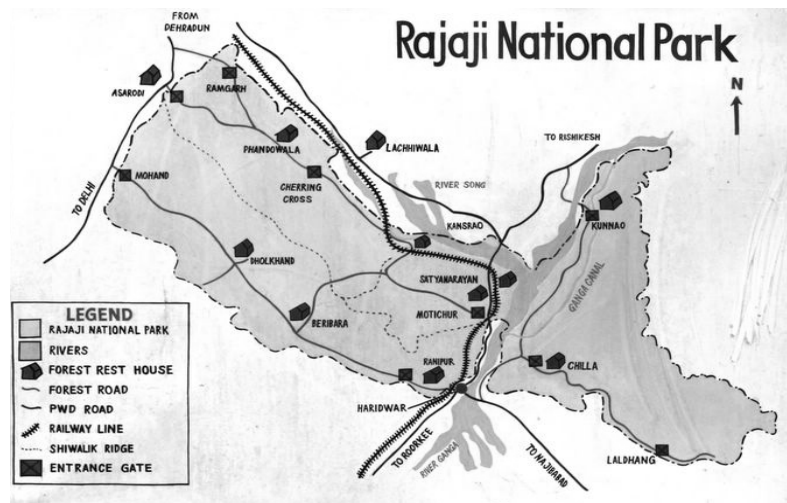 Rajaji National Park
FROM
DEHRADUN
N
ASARODI
RAMGARH
PHANDOWALA
LACHHIWALA
TO RISHIKESH
MOHAND
CHERRING
CROSS
RIVER SONG
TO DELHI
KANSRAO
KUNNAO
DHOLKHAND
SATYANARAYAN
GANGA CANAL
BERIBARA
MOTICHUR
RANIPUR
CHILLA
HARIDWAR
TO ROORKEE
RIVER GANGA
TO NAJIBABAD
LALDHANG
LEGEND
RAJAJI NATIONAL PARK
RIVERS
FOREST REST HOUSE
FOREST ROAD
PWD ROAD
RAILWAY LINE
SHIWALIK RIDGE
ENTRANCE GATE